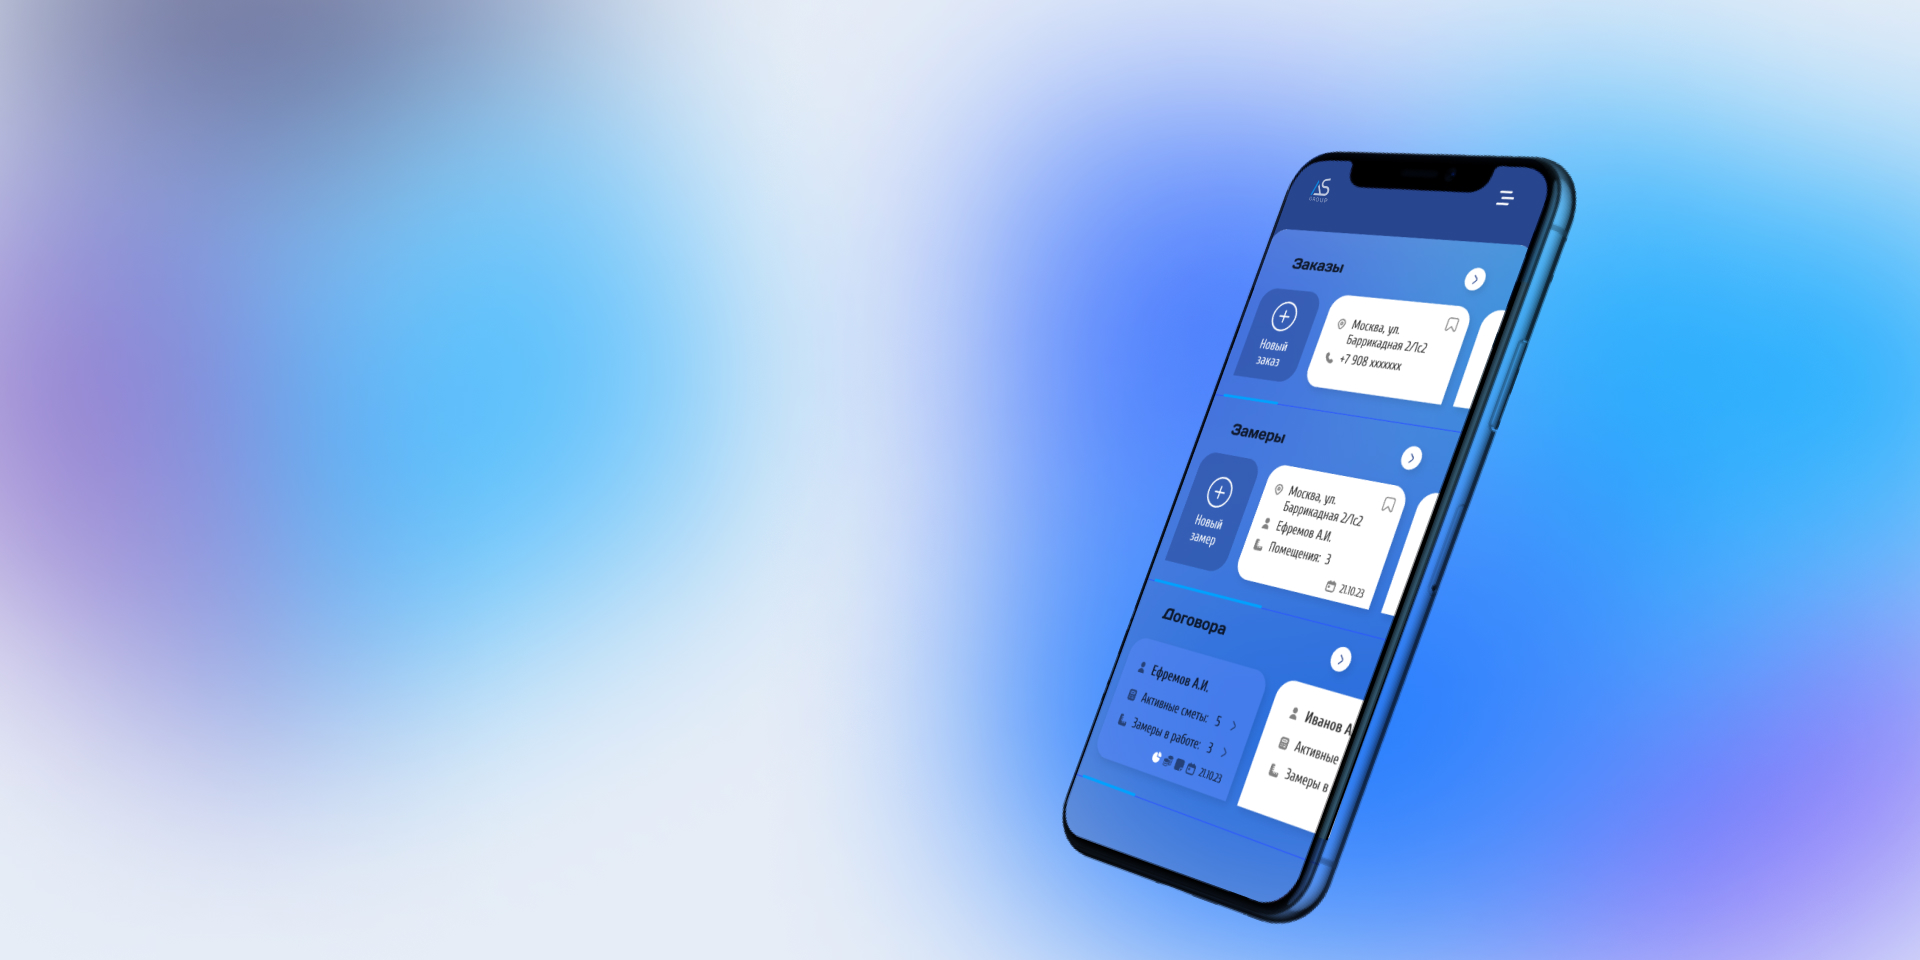 AS
GROUP
Заказы
Новый
заказ
Москва, ул.
Баррикадная 2/1с2
+7 908 xxxxxxx
Замеры
Новый
замер
Москва, ул.
Баррикадная 2/1с2
Ефремов А.И.
Помещения: 3
21.10.23
Договора
Ефремов А.И.
Активные сметы: 5
Замеры в работе: 3
21.10.23
Иванов А
Активные
Замеры в